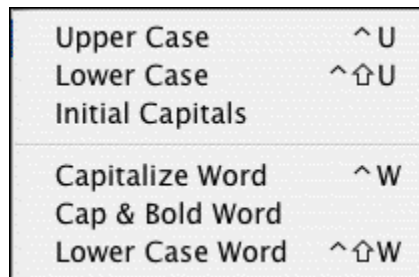 Upper Case ^U
Lower Case ^⇧U
Initial Capitals
Capitalize Word ^W
Cap & Bold Word
Lower Case Word ^⇧W